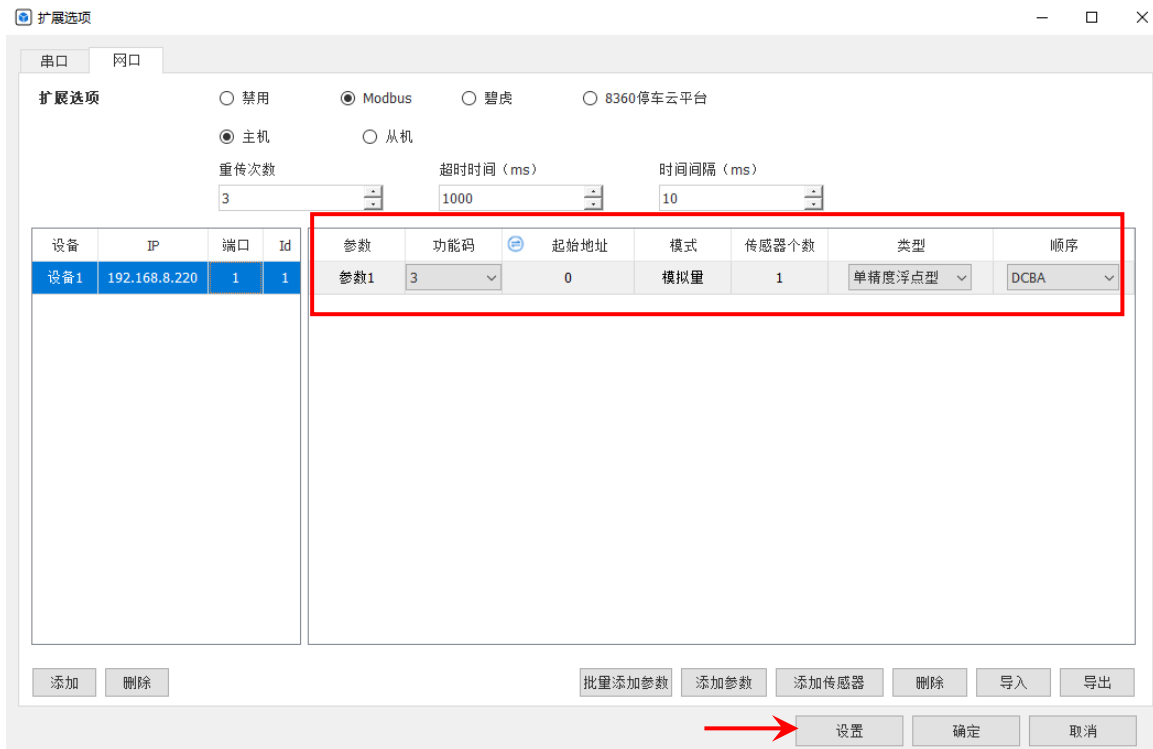 扩展选项
串口 网口
扩展选项 禁用 Modbus 碧虎 8360停车云平台
主机 从机
重传次数 超时时间（ms） 时间间隔（ms）
3 1000 10
设备 IP 端口 Id 参数 功能码 起始地址 模式 传感器个数 类型 顺序
设备1 192.168.8.220 1 1 参数1 3 0 模拟量 1 单精度浮点型 DCBA
添加 删除 批量添加参数 添加参数 添加传感器 删除 导入 导出
设置 确定 取消